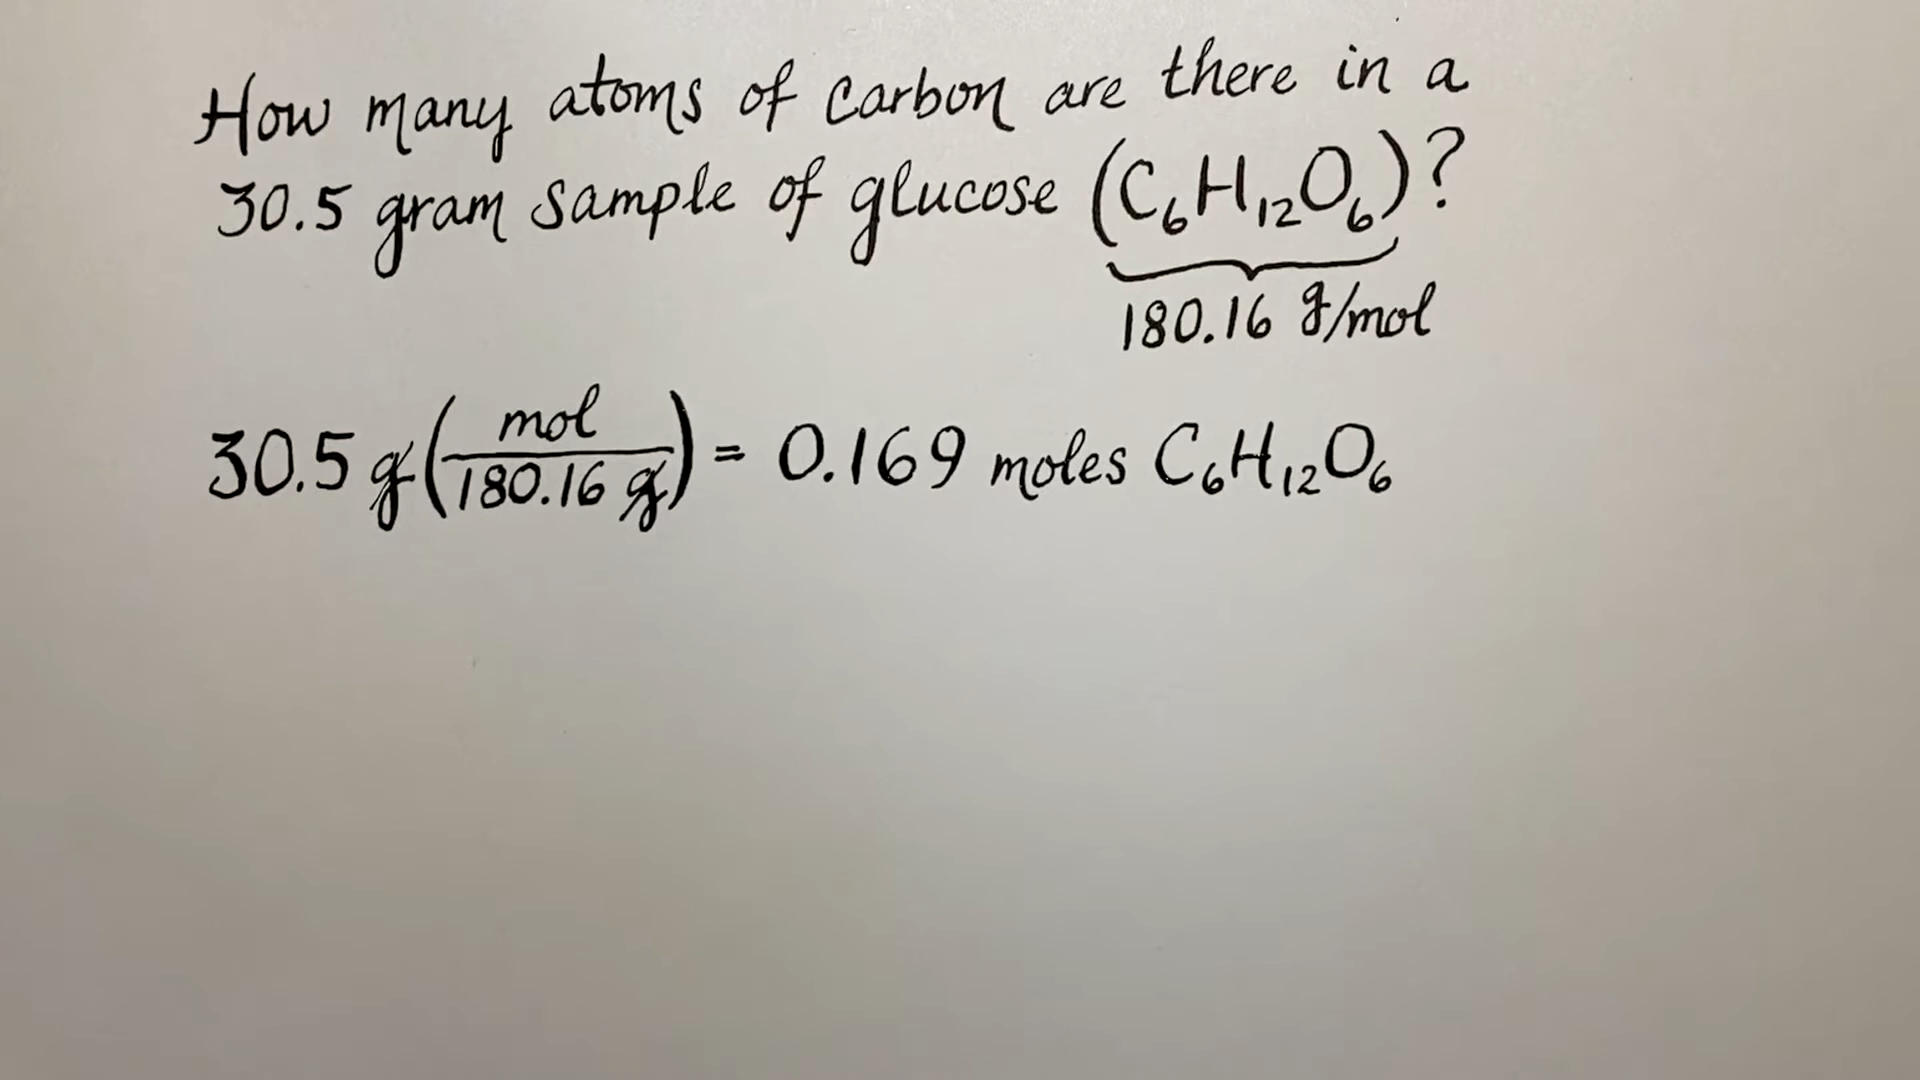 How many atoms of carbon are there in a
30.5 gram sample of glucose (C₆H₁₂O₆)?
180.16 g/mol
30.5 g (mol / 180.16 g) = 0.169 moles C₆H₁₂O₆